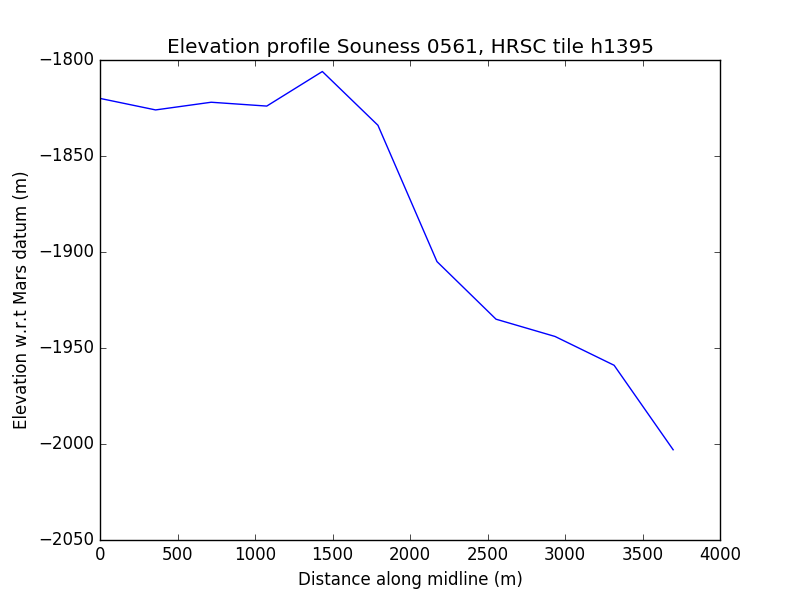 Elevation profile Souness 0561, HRSC tile h1395
−1800
−1850
−1900
−1950
−2000
−2050
Elevation w.r.t Mars datum (m)
0 500 1000 1500 2000 2500 3000 3500 4000
Distance along midline (m)